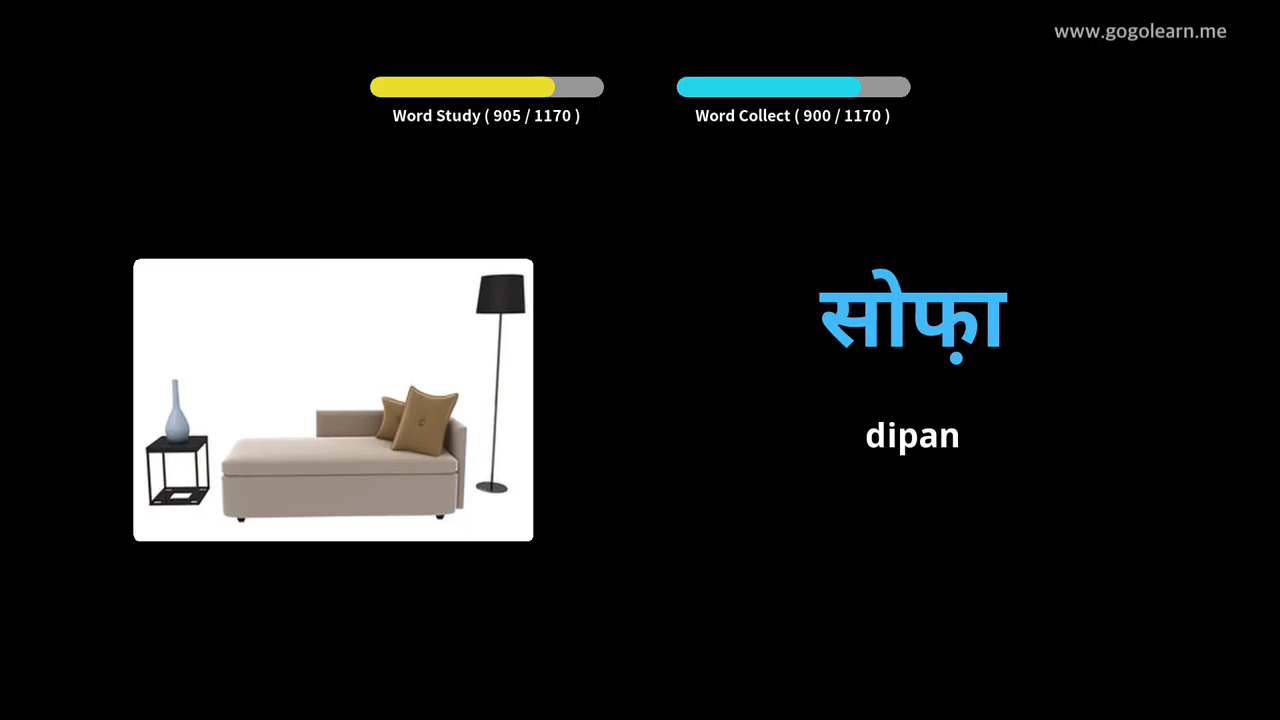 www.gogolearn.me
Word Study ( 905 / 1170 )
Word Collect ( 900 / 1170 )
सोफ़ा
dipan